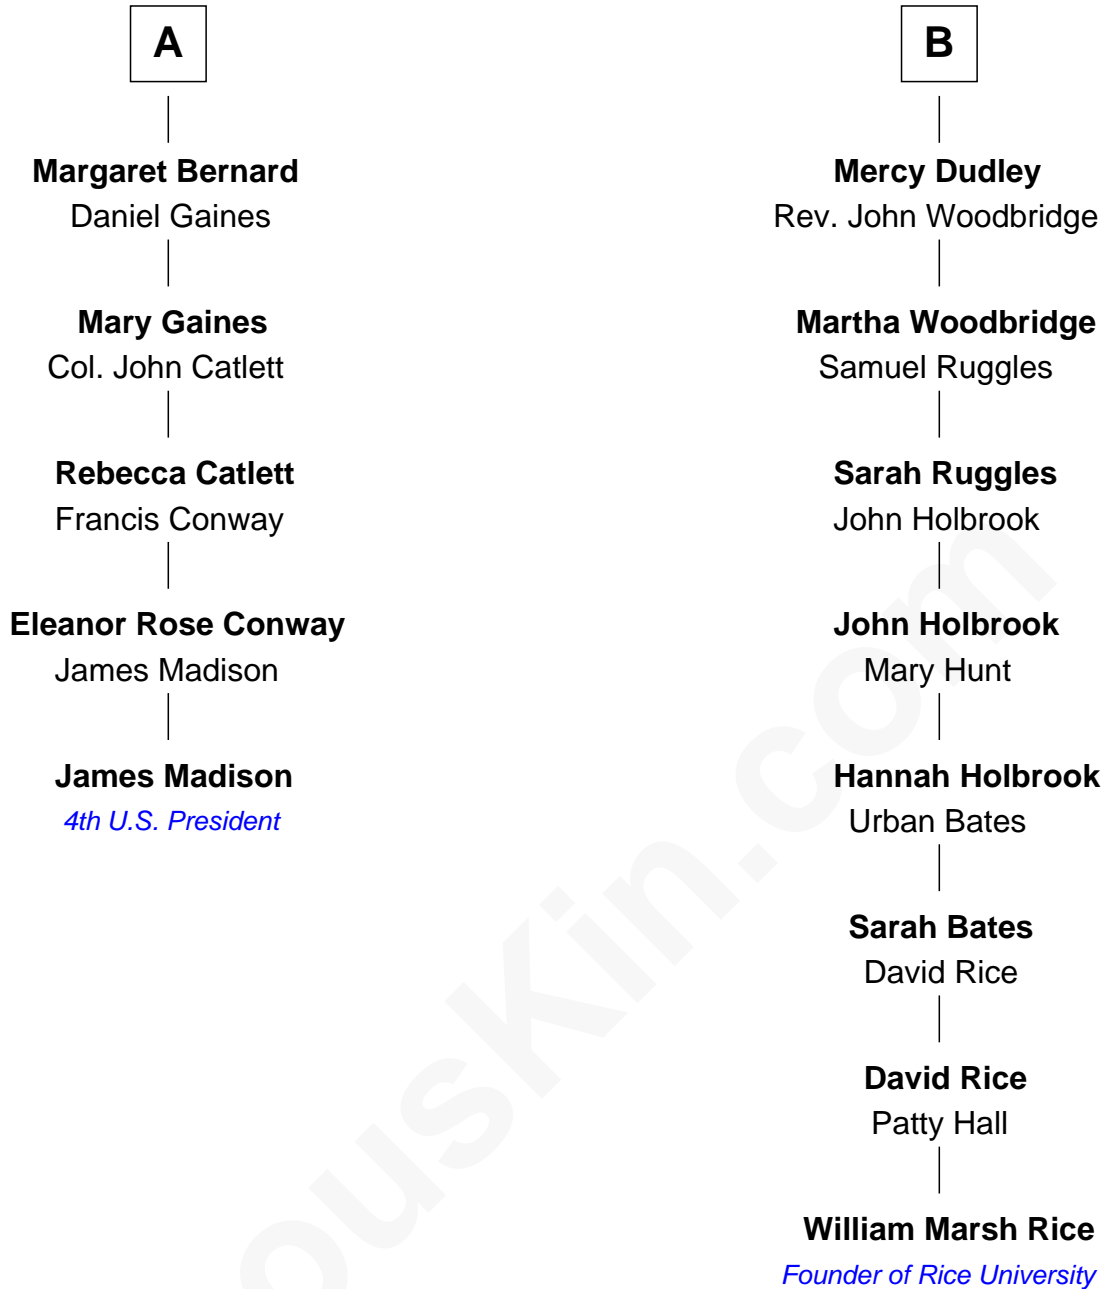 A
Margaret Bernard
Daniel Gaines
Mary Gaines
Col. John Catlett
Rebecca Catlett
Francis Conway
Eleanor Rose Conway
James Madison
James Madison
4th U.S. President
B
Mercy Dudley
Rev. John Woodbridge
Martha Woodbridge
Samuel Ruggles
Sarah Ruggles
John Holbrook
John Holbrook
Mary Hunt
Hannah Holbrook
Urban Bates
Sarah Bates
David Rice
David Rice
Patty Hall
William Marsh Rice
Founder of Rice University
ousKin.com